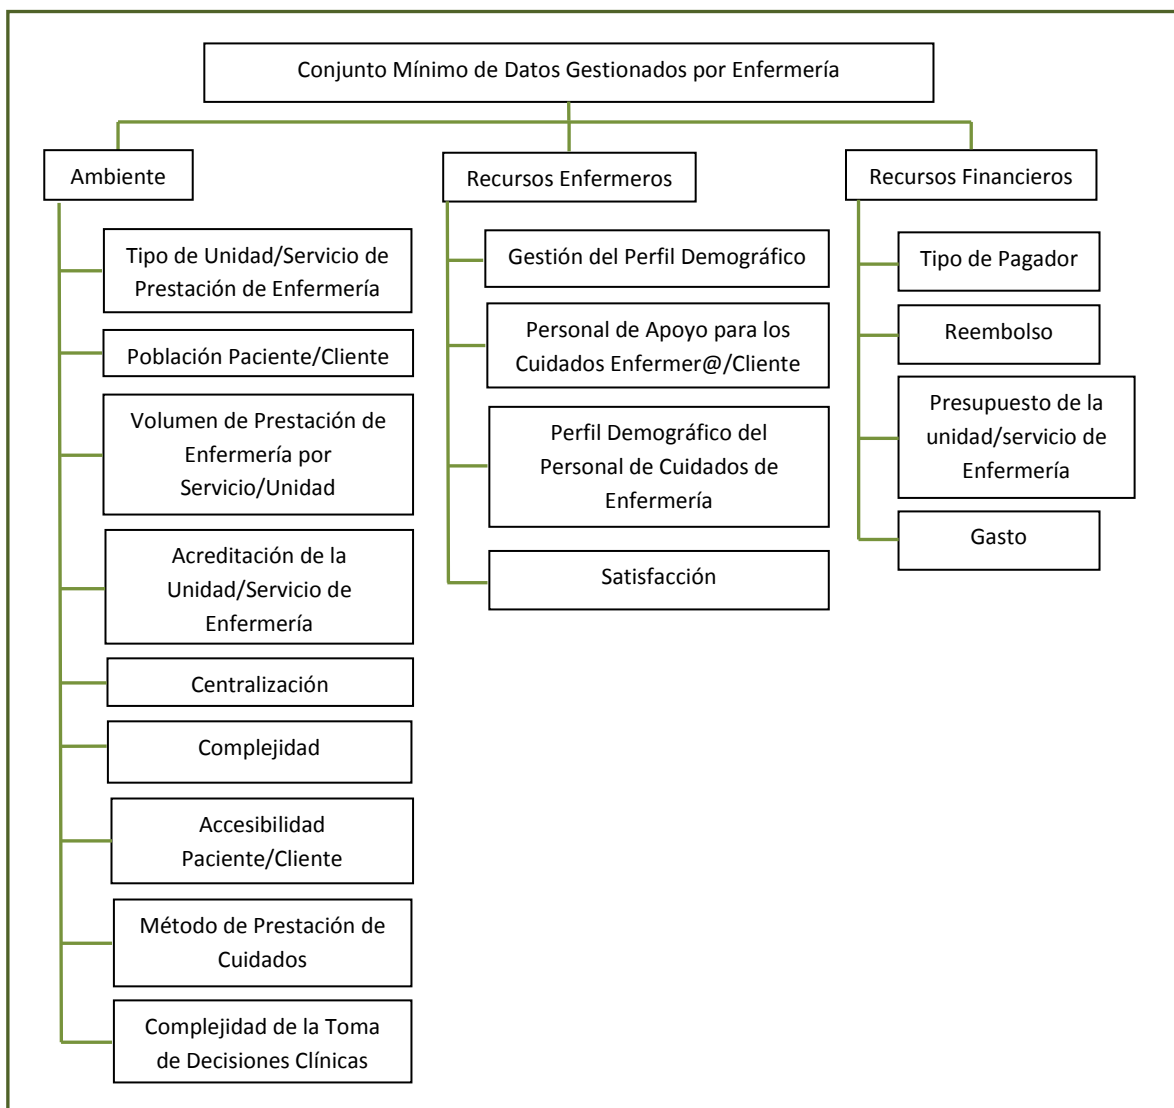 Conjunto Mínimo de Datos Gestionados por Enfermería
Ambiente
Tipo de Unidad/Servicio de
Prestación de Enfermería
Población Paciente/Cliente
Volumen de Prestación de
Enfermería por
Servicio/Unidad
Acreditación de la
Unidad/Servicio de
Enfermería
Centralización
Complejidad
Accesibilidad
Paciente/Cliente
Método de Prestación de
Cuidados
Complejidad de la Toma
de Decisiones Clínicas
Recursos Enfermeros
Gestión del Perfil Demográfico
Personal de Apoyo para los
Cuidados Enfermer@/Cliente
Perfil Demográfico del
Personal de Cuidados de
Enfermería
Satisfacción
Recursos Financieros
Tipo de Pagador
Reembolso
Presupuesto de la
unidad/servicio de
Enfermería
Gasto